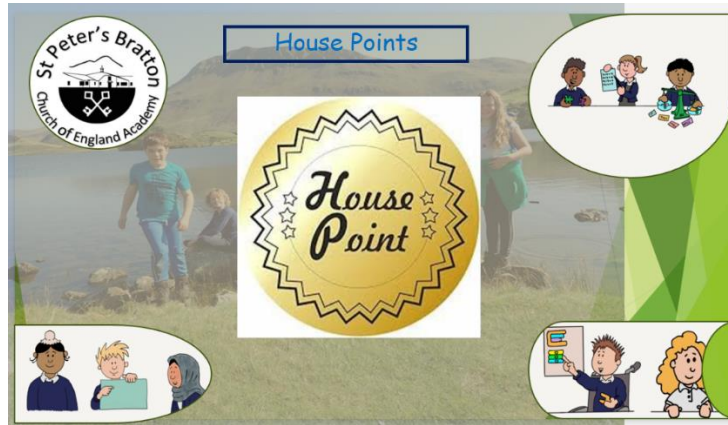 House Points
St Peter's Bratton
Church of England Academy
House
Point